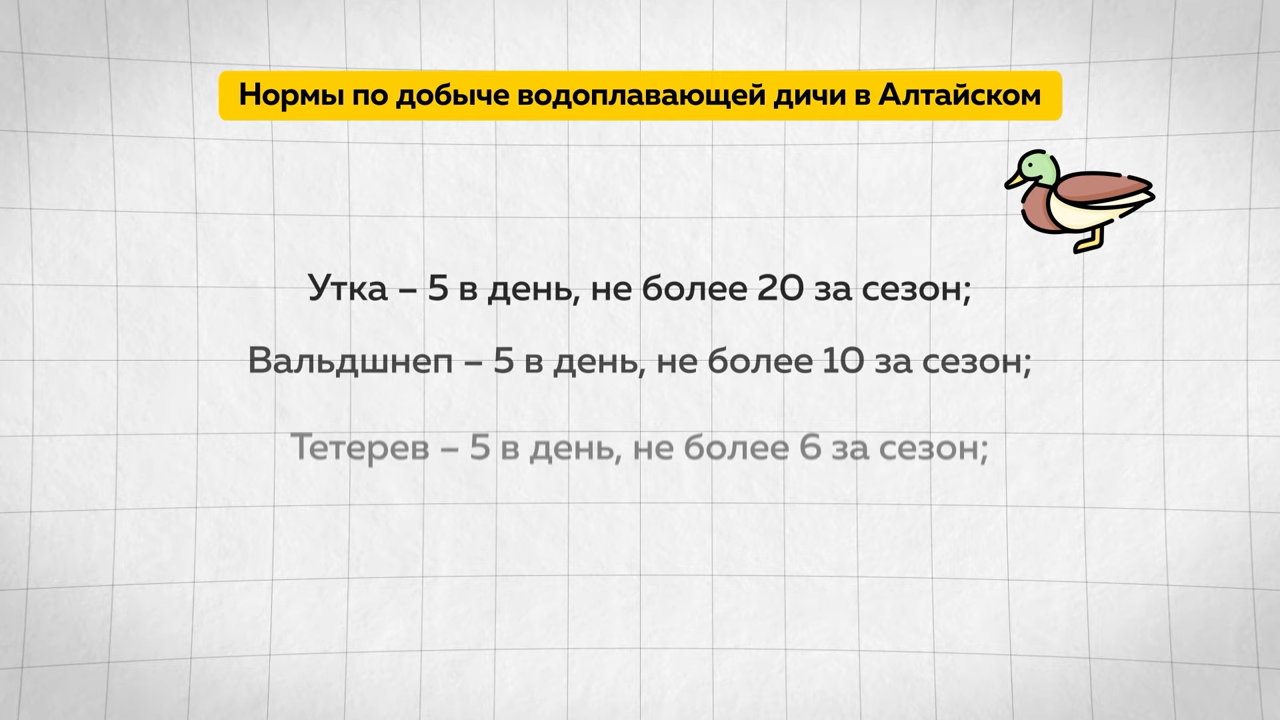 Нормы по добыче водоплавающей дичи в Алтайском
Утка – 5 в день, не более 20 за сезон;
Вальдшнеп – 5 в день, не более 10 за сезон;
Тетерев – 5 в день, не более 6 за сезон;